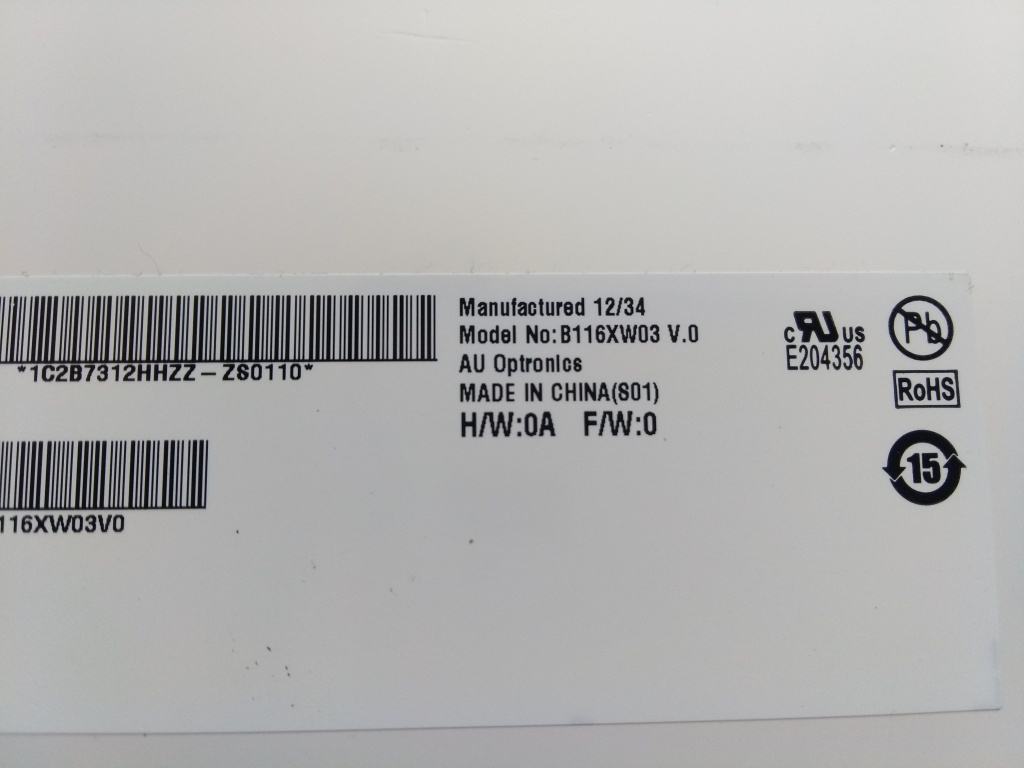 *1C2B7312HHZZ-ZS0110*
116XW03V0
Manufactured 12/34
Model No:B116XW03 V.0
AU Optronics
MADE IN CHINA(S01)
H/W:0A F/W:0
c RU US
E204356
Pb
RoHS
15